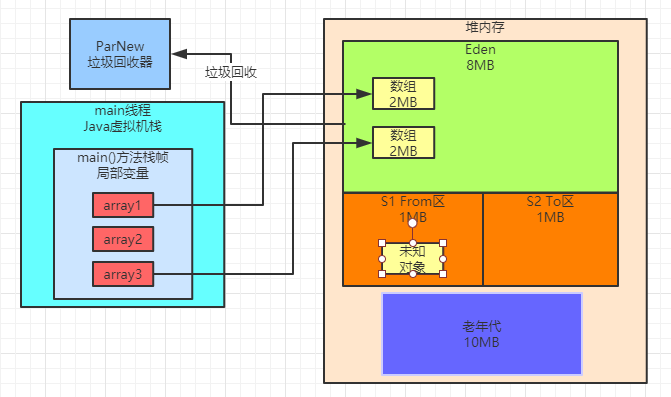 ParNew
垃圾回收器
垃圾回收
main线程
Java虚拟机栈
main()方法栈帧
局部变量
array1
array2
array3
堆内存
Eden
8MB
数组
2MB
数组
2MB
S1 From区
1MB
S2 To区
1MB
未知
对象
老年代
10MB